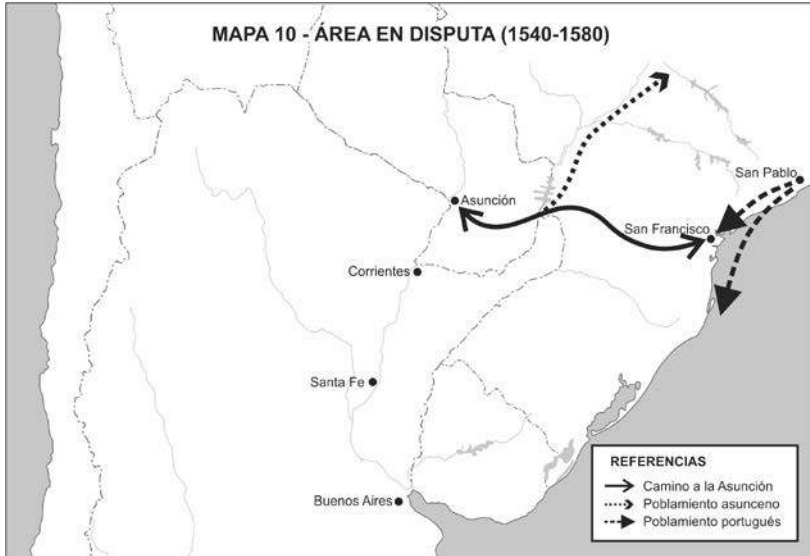 MAPA 10 - ÁREA EN DISPUTA (1540-1580)
San Pablo
Asunción
San Francisco
Corrientes
Santa Fe
Buenos Aires
REFERENCIAS
Camino a la Asunción
Poblamiento asunceno
Poblamiento portugués